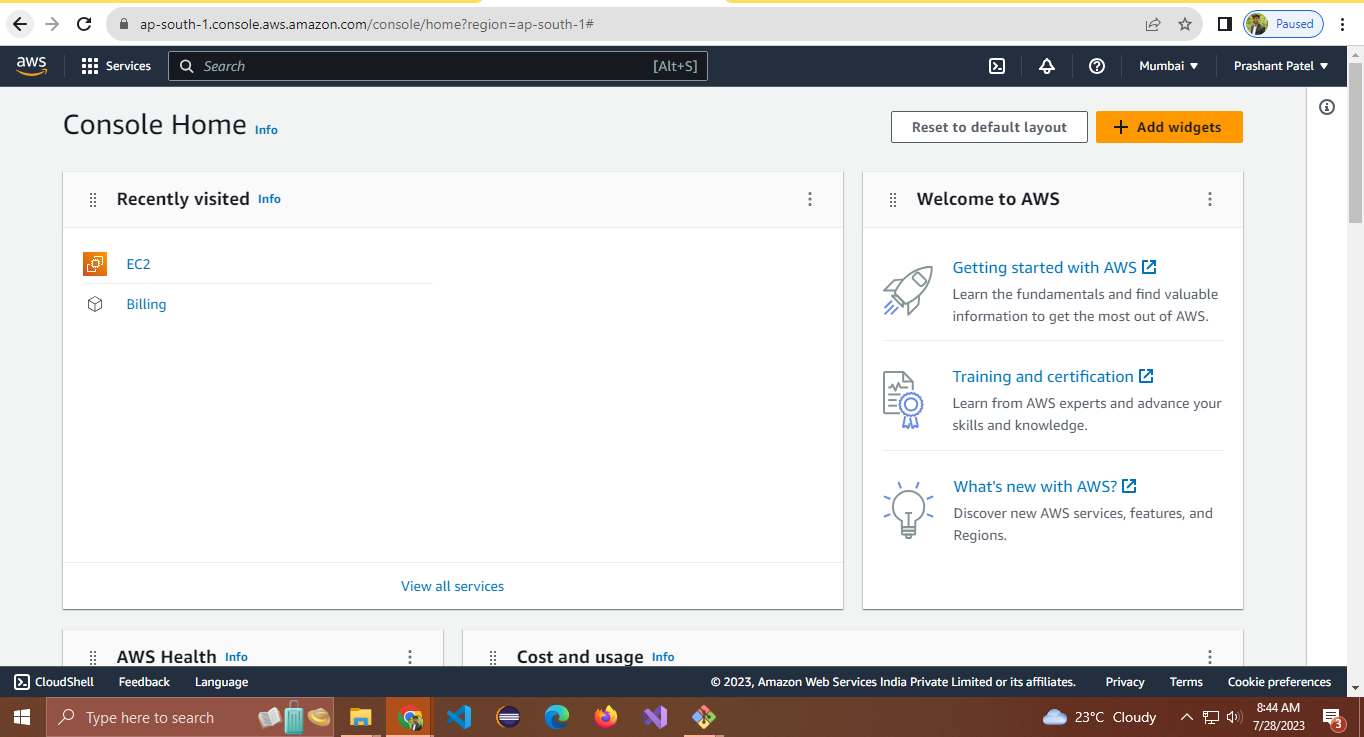 ap-south-1.console.aws.amazon.com/console/home?region=ap-south-1#
Paused
aws
Services
Search
[Alt+S]
Mumbai
Prashant Patel
Console Home Info
Reset to default layout
Add widgets
Recently visited Info
EC2
Billing
View all services
Welcome to AWS
Getting started with AWS
Learn the fundamentals and find valuable
information to get the most out of AWS.
Training and certification
Learn from AWS experts and advance your
skills and knowledge.
What's new with AWS?
Discover new AWS services, features, and
Regions.
AWS Health Info
Cost and usage Info
CloudShell
Feedback
Language
© 2023, Amazon Web Services India Private Limited or its affiliates.
Privacy
Terms
Cookie preferences
Type here to search
23°C Cloudy
8:44 AM
7/28/2023
3